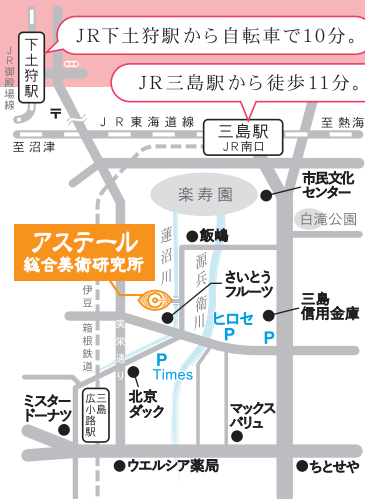 JR下土狩駅から自転車で10分。
下土狩駅
JR御殿場線
JR三島駅から徒歩11分。
〒
JR東海道線
三島駅
JR南口
至熱海
至沼津
市民文化
センター
楽寿園
白滝公園
蓮沼川
飯嶋
源兵衛川
アステール
総合美術研究所
さいとう
フルーツ
伊豆箱根鉄道
三島
信用金庫
ヒロセ
P
P
芙栄通り
P
Times
三島
広小路駅
北京
ダック
ミスター
ドーナツ
マックス
バリュ
ウエルシア薬局
ちとせや